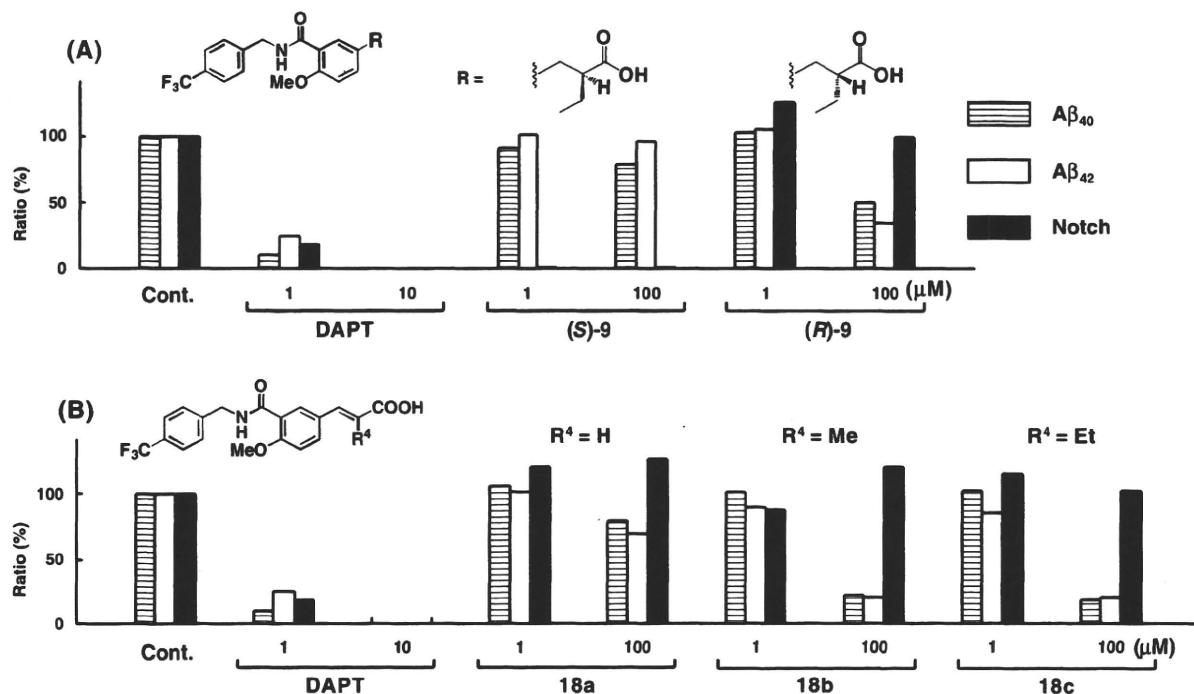 (A)
O
N
H
R
F₃C
MeO
R =
O
OH
H
O
OH
H
Aβ₄₀
Aβ₄₂
Notch
Ratio (%)
100
50
0
Cont.
1
10
1
100
1
100 (μM)
DAPT
(S)-9
(R)-9
(B)
O
N
H
COOH
R⁴
F₃C
MeO
R⁴ = H
R⁴ = Me
R⁴ = Et
Ratio (%)
100
50
0
Cont.
1
10
1
100
1
100
1
100 (μM)
DAPT
18a
18b
18c